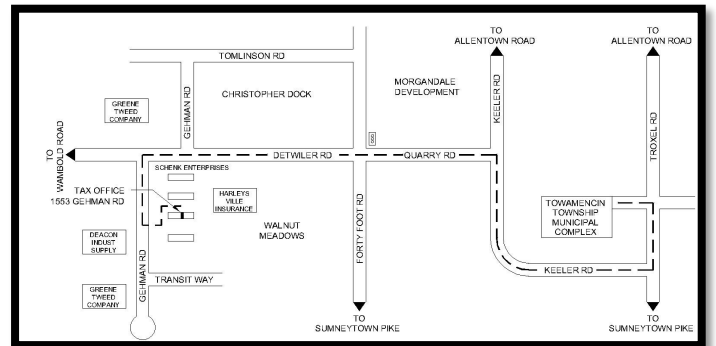 TO
ALLENTOWN ROAD
TO
ALLENTOWN ROAD
TOMLINSON RD
MORGANDALE
DEVELOPMENT
CHRISTOPHER DOCK
GREENE
TWEED
COMPANY
GEHMAN RD
KEELER RD
TROXEL RD
TO
WAMBOLD ROAD
DETWILER RD
QUARRY RD
SCHENK ENTERPRISES
TAX OFFICE
1553 GEHMAN RD
HARLEYS
VILLE
INSURANCE
WALNUT
MEADOWS
FORTY FOOT RD
TOWAMENCIN
TOWNSHIP
MUNICIPAL
COMPLEX
DEACON
INDUST
SUPPLY
GEHMAN RD
TRANSIT WAY
KEELER RD
GREENE
TWEED
COMPANY
TO
SUMNEYTOWN PIKE
TO
SUMNEYTOWN PIKE